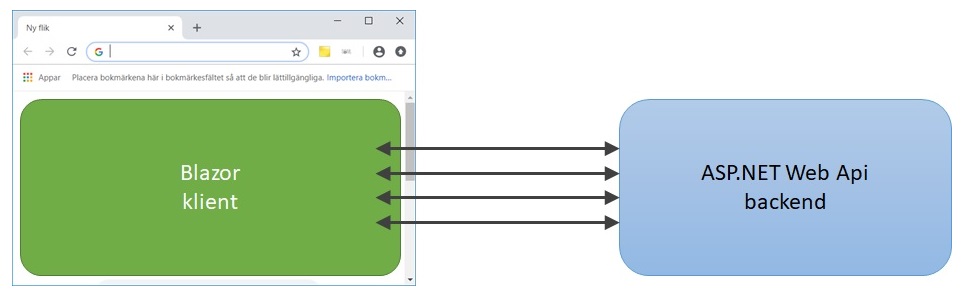 Ny flik
Appar Placera bokmärkena här i bokmärkesfältet så att de blir lättillgängliga. Importera bokm...
Blazor
klient
ASP.NET Web Api
backend